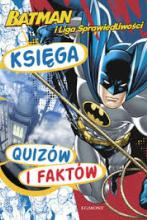 BATMAN
i Liga Sprawiedliwości
KSIĘGA
QUIZÓW
I FAKTÓW
EGMONT